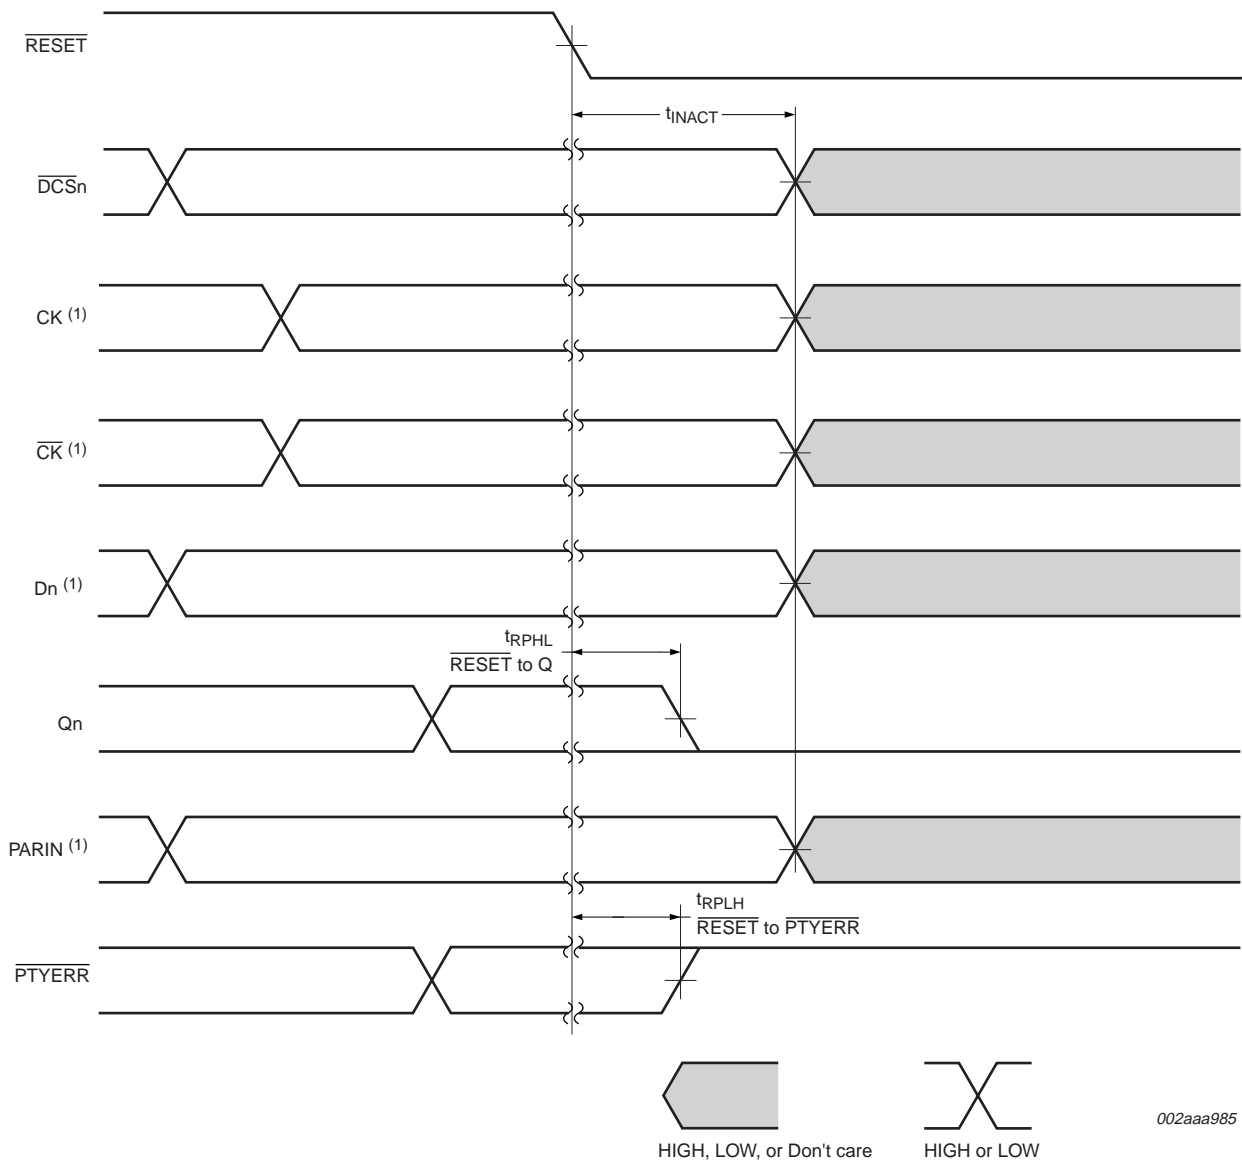 RESET
tINACT
DCSn
CK (1)
CK (1)
Dn (1)
tRPHL
RESET to Q
Qn
PARIN (1)
tRPLH
RESET to PTYERR
PTYERR
002aaa985
HIGH, LOW, or Don't care
HIGH or LOW